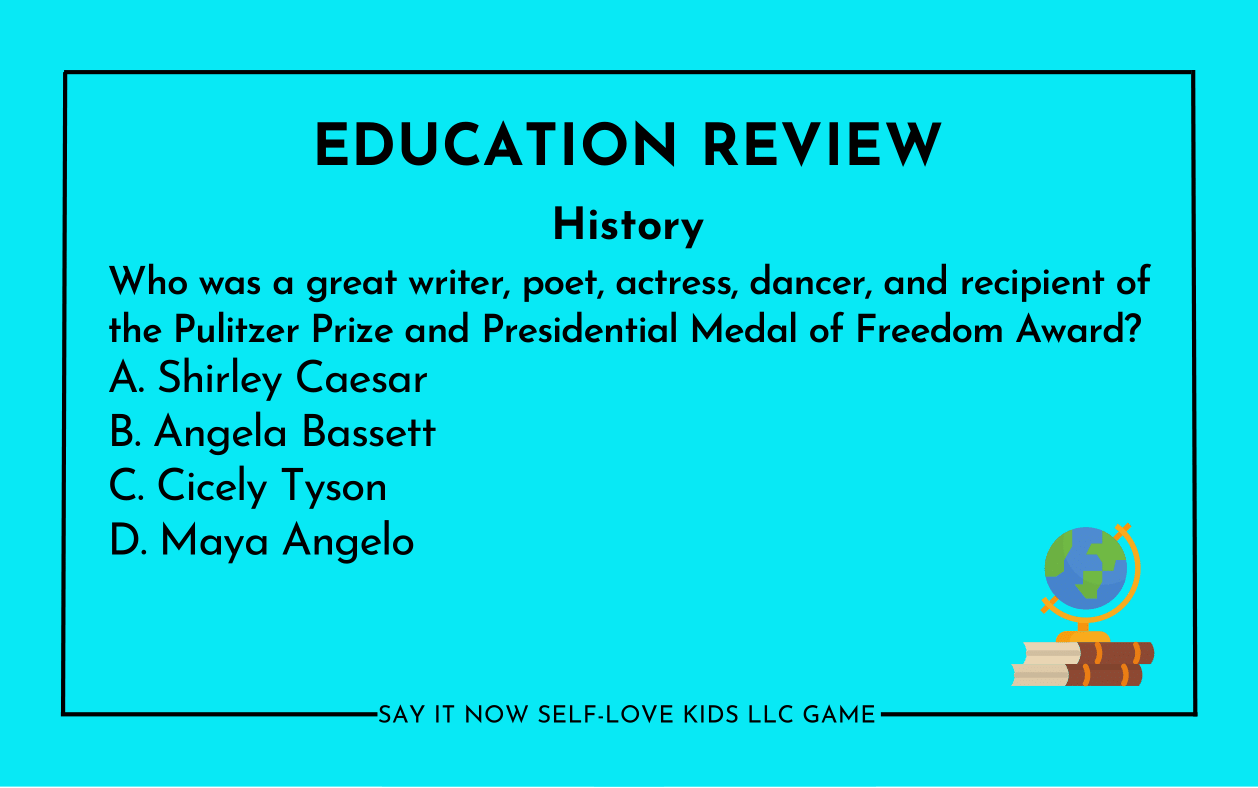 EDUCATION REVIEW
History
Who was a great writer, poet, actress, dancer, and recipient of
the Pulitzer Prize and Presidential Medal of Freedom Award?
A. Shirley Caesar
B. Angela Bassett
C. Cicely Tyson
D. Maya Angelo
SAY IT NOW SELF-LOVE KIDS LLC GAME